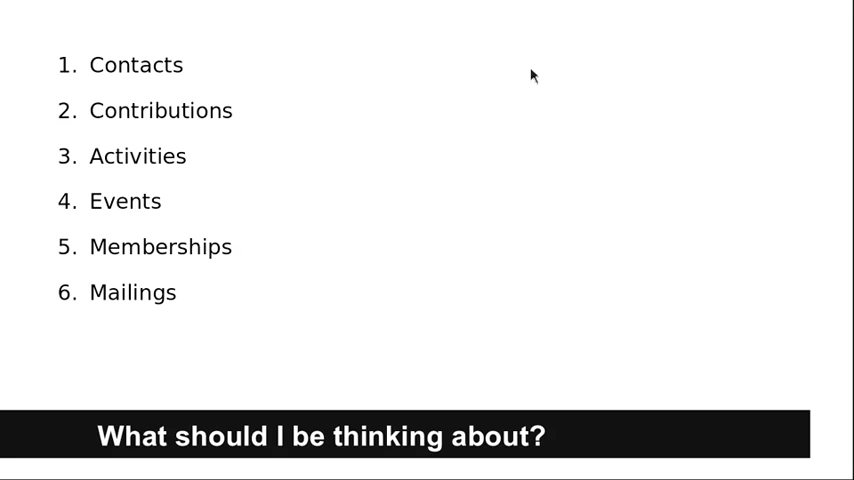 1. Contacts
2. Contributions
3. Activities
4. Events
5. Memberships
6. Mailings
What should I be thinking about?